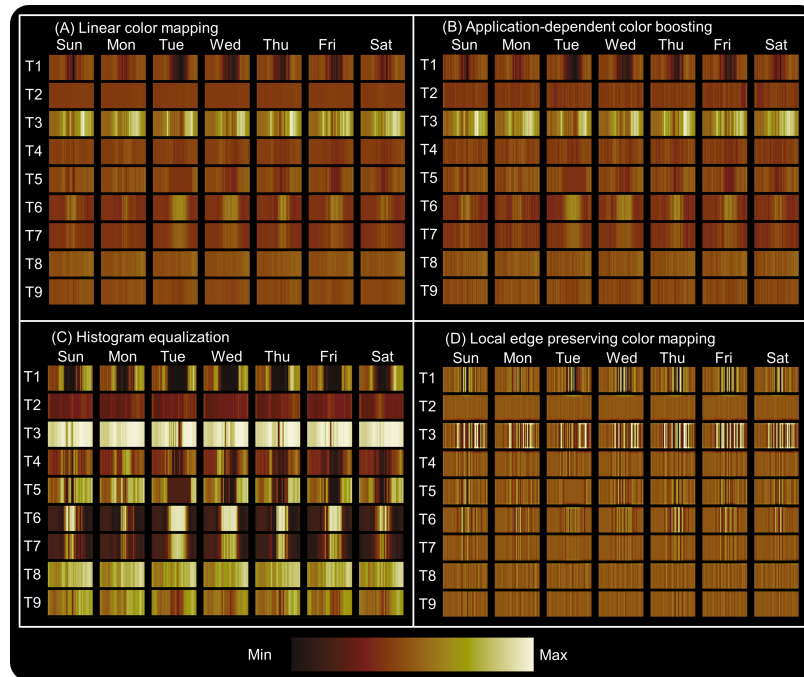 (A) Linear color mapping
Sun Mon Tue Wed Thu Fri Sat
T1
T2
T3
T4
T5
T6
T7
T8
T9
(B) Application-dependent color boosting
Sun Mon Tue Wed Thu Fri Sat
T1
T2
T3
T4
T5
T6
T7
T8
T9
(C) Histogram equalization
Sun Mon Tue Wed Thu Fri Sat
T1
T2
T3
T4
T5
T6
T7
T8
T9
(D) Local edge preserving color mapping
Sun Mon Tue Wed Thu Fri Sat
T1
T2
T3
T4
T5
T6
T7
T8
T9
Min Max